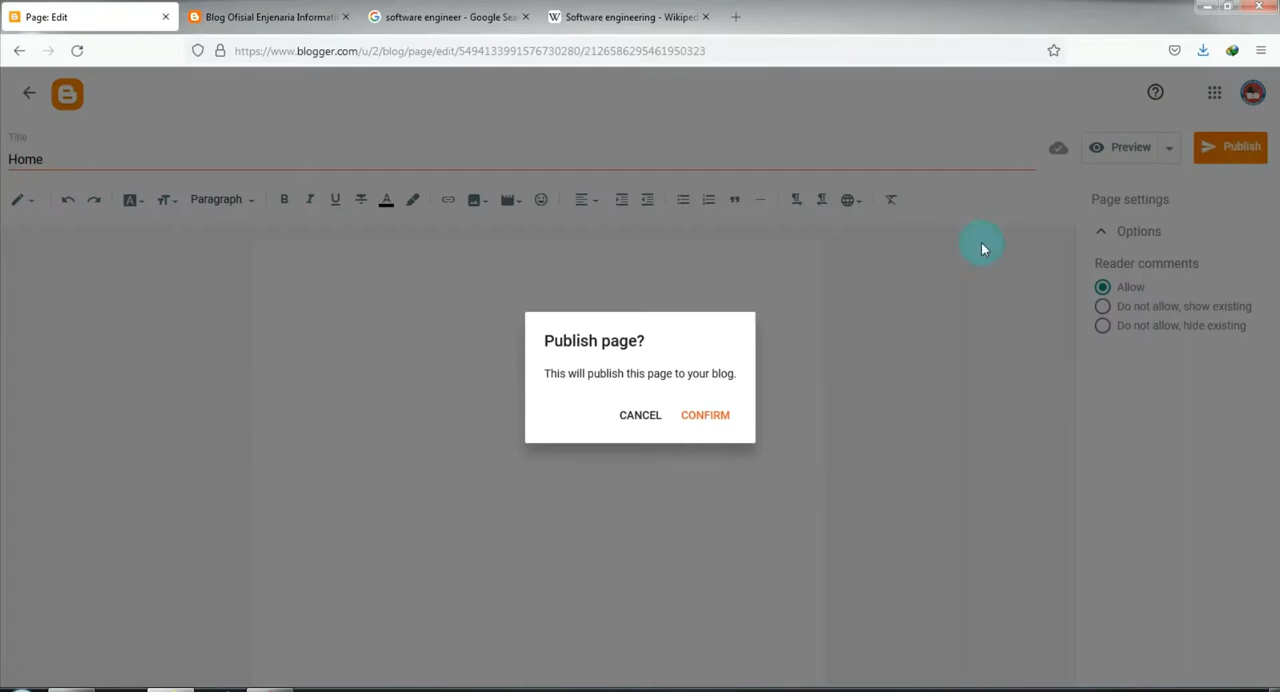 Page: Edit
Blog Ofisial Enjenaria Informati
software engineer - Google Sea
Software engineering - Wikiped
https://www.blogger.com/u/2/blog/page/edit/5494133991576730280/2126586295461950323
Title
Home
Preview
Publish
Paragraph
Page settings
Options
Reader comments
Allow
Do not allow, show existing
Do not allow, hide existing
Publish page?
This will publish this page to your blog.
CANCEL CONFIRM